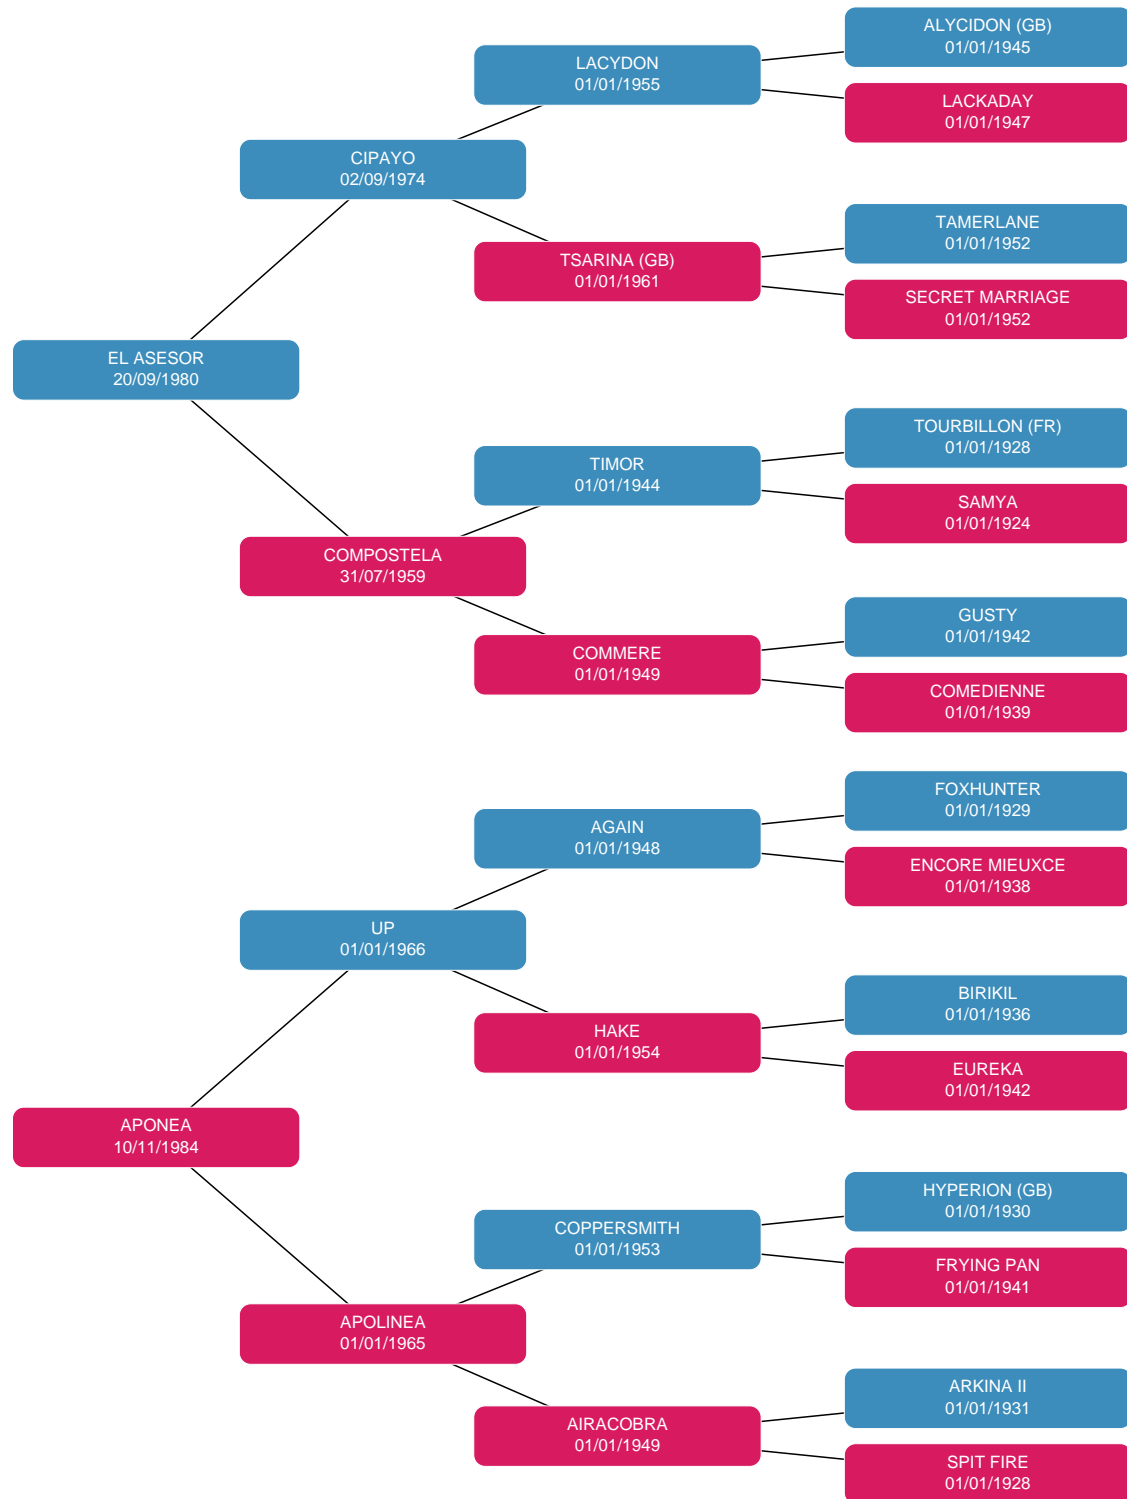 ALYCIDON (GB)
01/01/1945
LACYDON
01/01/1955
LACKADAY
01/01/1947
CIPAYO
02/09/1974
TAMERLANE
01/01/1952
TSARINA (GB)
01/01/1961
SECRET MARRIAGE
01/01/1952
EL ASESOR
20/09/1980
TOURBILLON (FR)
01/01/1928
TIMOR
01/01/1944
SAMYA
01/01/1924
COMPOSTELA
31/07/1959
GUSTY
01/01/1942
COMMERE
01/01/1949
COMEDIENNE
01/01/1939
FOXHUNTER
01/01/1929
AGAIN
01/01/1948
ENCORE MIEUXCE
01/01/1938
UP
01/01/1966
BIRIKIL
01/01/1936
HAKE
01/01/1954
EUREKA
01/01/1942
APONEA
10/11/1984
HYPERION (GB)
01/01/1930
COPPERSMITH
01/01/1953
FRYING PAN
01/01/1941
APOLINEA
01/01/1965
ARKINA II
01/01/1931
AIRACOBRA
01/01/1949
SPIT FIRE
01/01/1928